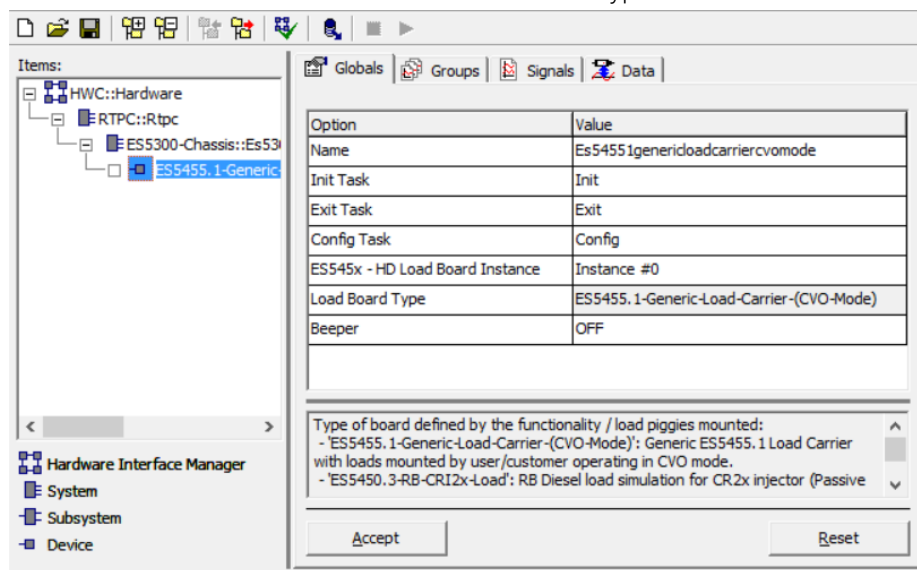 Items:
HWC::Hardware
RTPC::Rtpc
ES5300-Chassis::Es53
ES5455.1-Generic-
Globals
Groups
Signals
Data
Option Value
Name Es54551genericloadcarriercvomode
Init Task Init
Exit Task Exit
Config Task Config
ES545x - HD Load Board Instance Instance #0
Load Board Type ES5455.1-Generic-Load-Carrier-(CVO-Mode)
Beeper OFF
Type of board defined by the functionality / load piggies mounted:
- 'ES5455.1-Generic-Load-Carrier-(CVO-Mode)': Generic ES5455.1 Load Carrier
with loads mounted by user/customer operating in CVO mode.
- 'ES5450.3-RB-CRI2x-Load': RB Diesel load simulation for CR2x injector (Passive
Hardware Interface Manager
System
Subsystem
Device
Accept
Reset